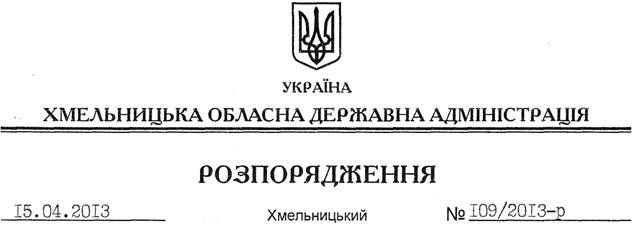 УКРАЇНА
ХМЕЛЬНИЦЬКА ОБЛАСНА ДЕРЖАВНА АДМІНІСТРАЦІЯ
РОЗПОРЯДЖЕННЯ
15.04.2013 Хмельницький № 109/2013-р